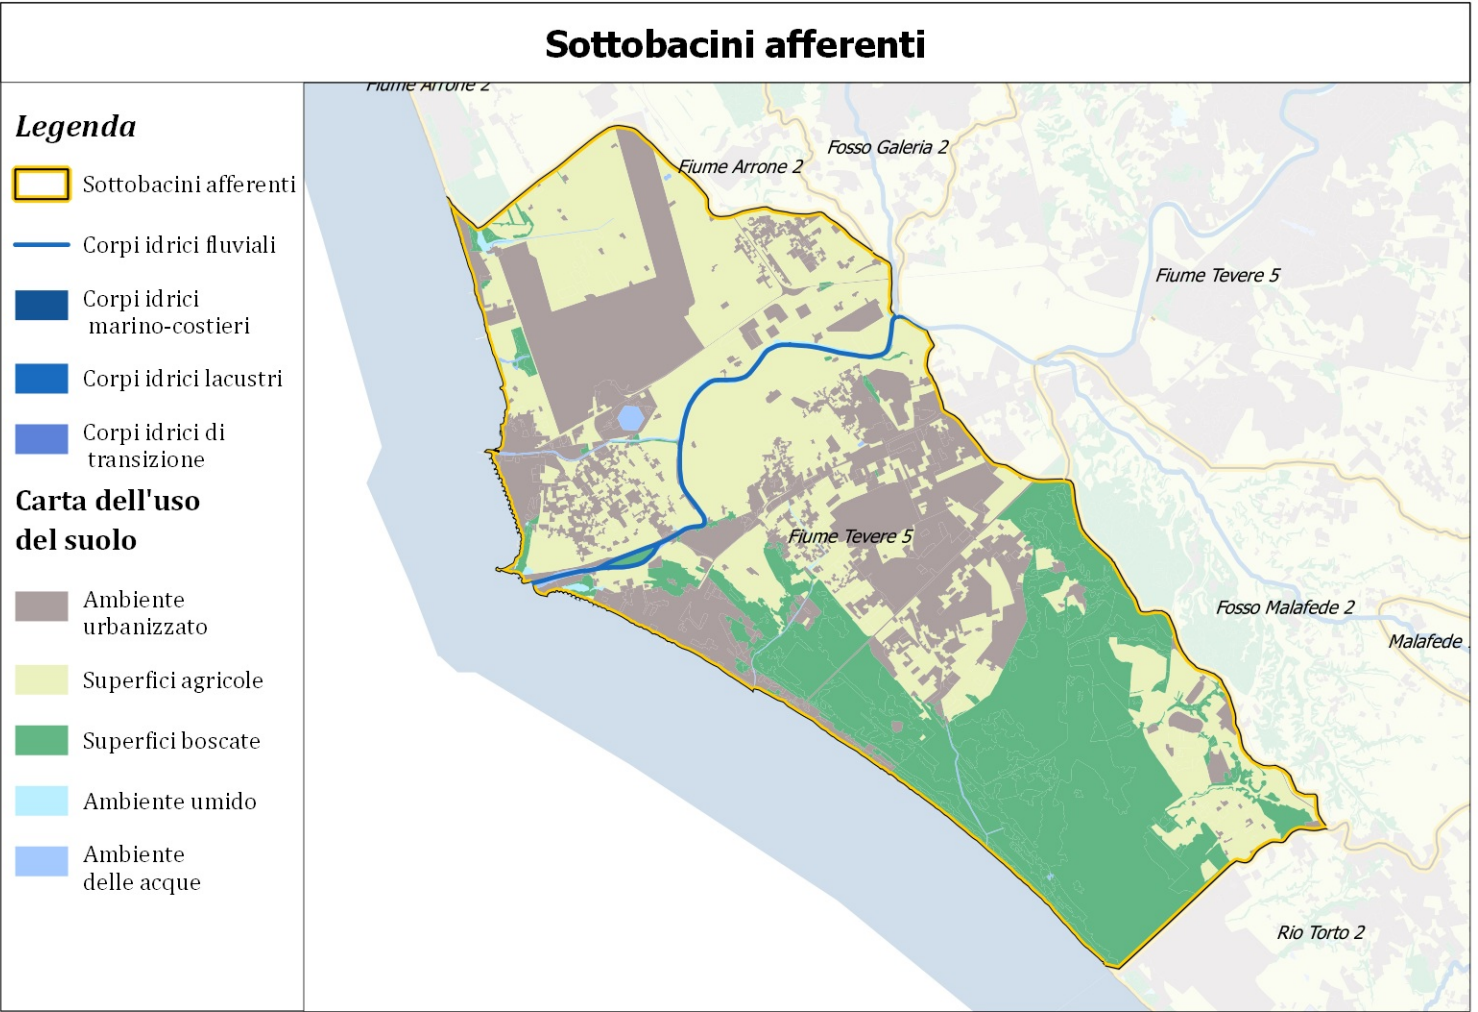 Sottobacini afferenti
Legenda
Sottobacini afferenti
Corpi idrici fluviali
Corpi idrici
marino-costieri
Corpi idrici lacustri
Corpi idrici di
transizione
Carta dell'uso
del suolo
Ambiente
urbanizzato
Superfici agricole
Superfici boscate
Ambiente umido
Ambiente
delle acque
Fiume Arrone 2
Fosso Galeria 2
Fiume Arrone 2
Fiume Tevere 5
Fiume Tevere 5
Fosso Malafede 2
Malafede
Rio Torto 2